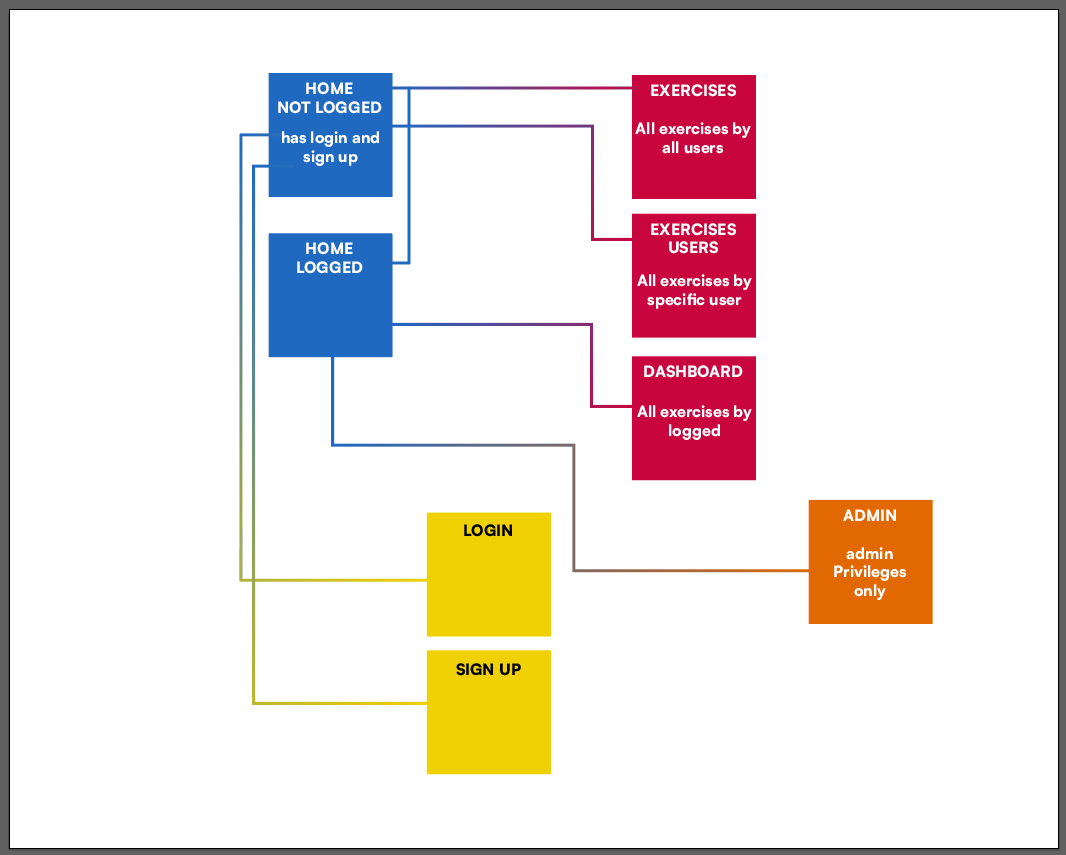 HOME
NOT LOGGED
has login and
sign up
EXERCISES
All exercises by
all users
HOME
LOGGED
EXERCISES
USERS
All exercises by
specific user
DASHBOARD
All exercises by
logged
LOGIN
ADMIN
admin
Privileges
only
SIGN UP